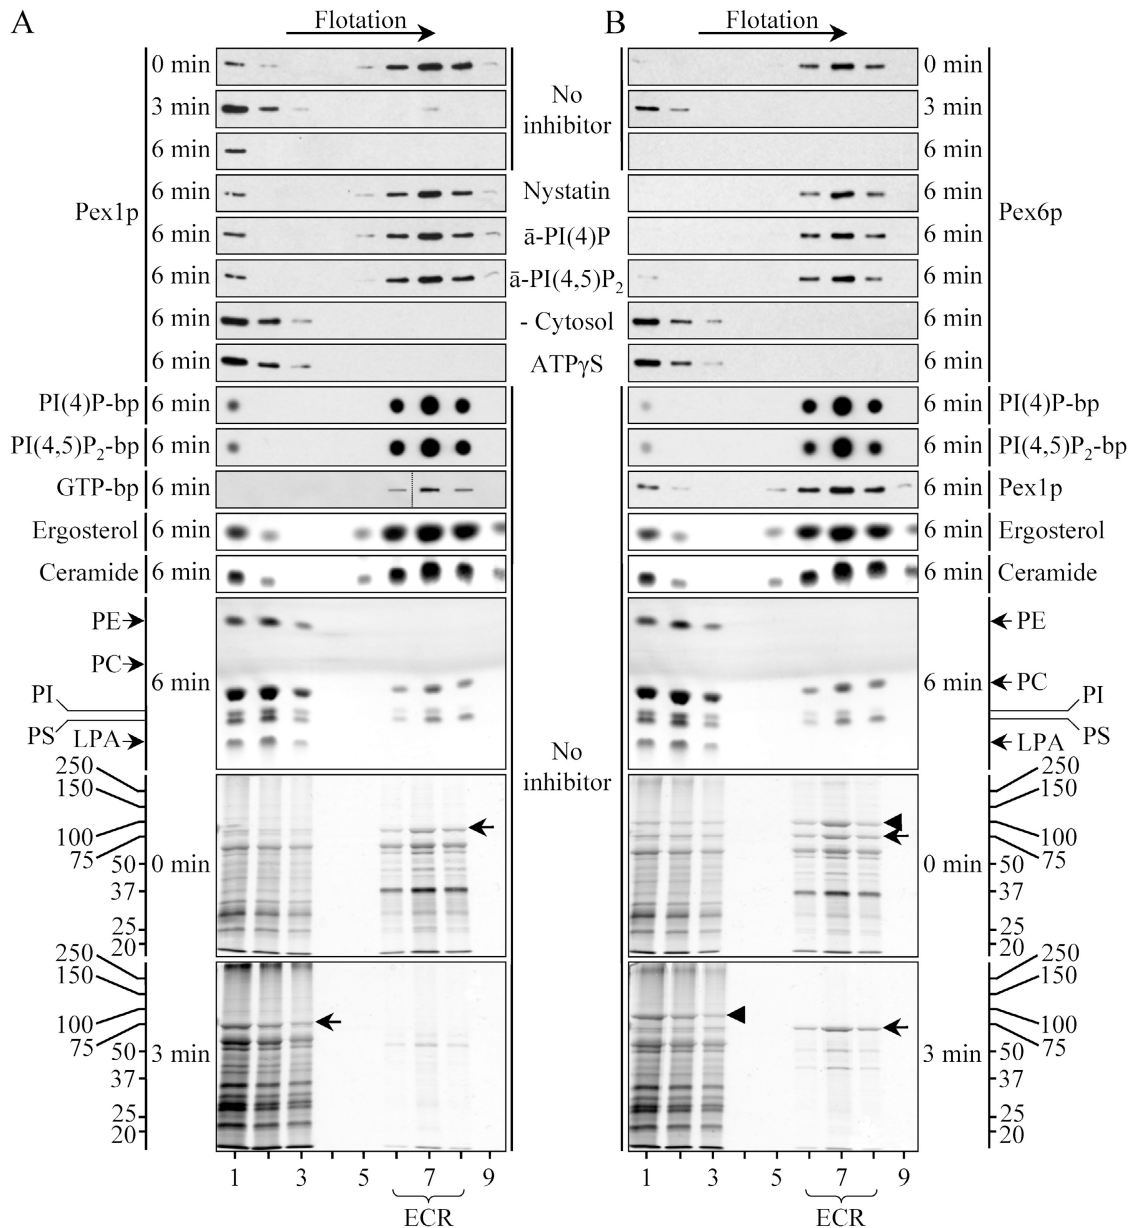 A Flotation B Flotation
0 min 0 min
3 min No inhibitor 3 min
6 min 6 min
6 min Nystatin 6 min
Pex1p Pex6p
6 min ā-PI(4)P 6 min
6 min ā-PI(4,5)P₂ 6 min
6 min - Cytosol 6 min
6 min ATPγS 6 min
PI(4)P-bp 6 min 6 min PI(4)P-bp
PI(4,5)P₂-bp 6 min 6 min PI(4,5)P₂-bp
GTP-bp 6 min 6 min Pex1p
Ergosterol 6 min 6 min Ergosterol
Ceramide 6 min 6 min Ceramide
PE PE
PC
6 min 6 min PC
PI PI
PS LPA LPA PS
250 No inhibitor 250
150 150
100 100
75 75
50 0 min 0 min 50
37 37
25 25
20 20
250 250
150 150
100 100
75 75
50 3 min 3 min 50
37 37
25 25
20 20
1 3 5 7 9 1 3 5 7 9
ECR ECR